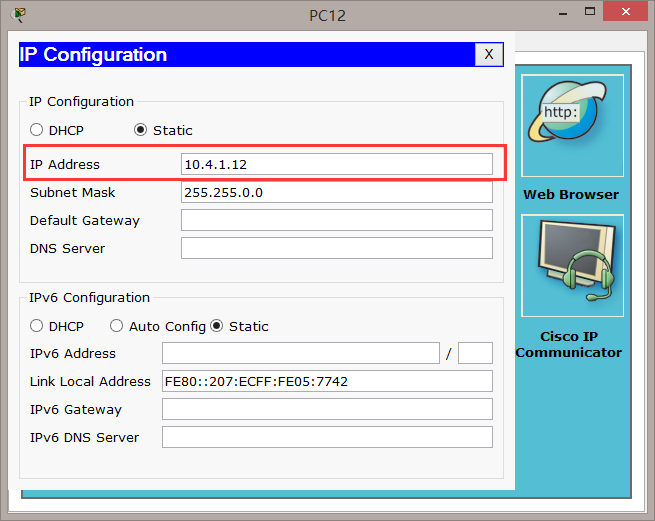 PC12
IP Configuration
X
IP Configuration
DHCP
Static
IP Address
10.4.1.12
Subnet Mask
255.255.0.0
Default Gateway
DNS Server
IPv6 Configuration
DHCP
Auto Config
Static
IPv6 Address
/
Link Local Address
FE80::207:ECFF:FE05:7742
IPv6 Gateway
IPv6 DNS Server
http:
Web Browser
Cisco IP
Communicator